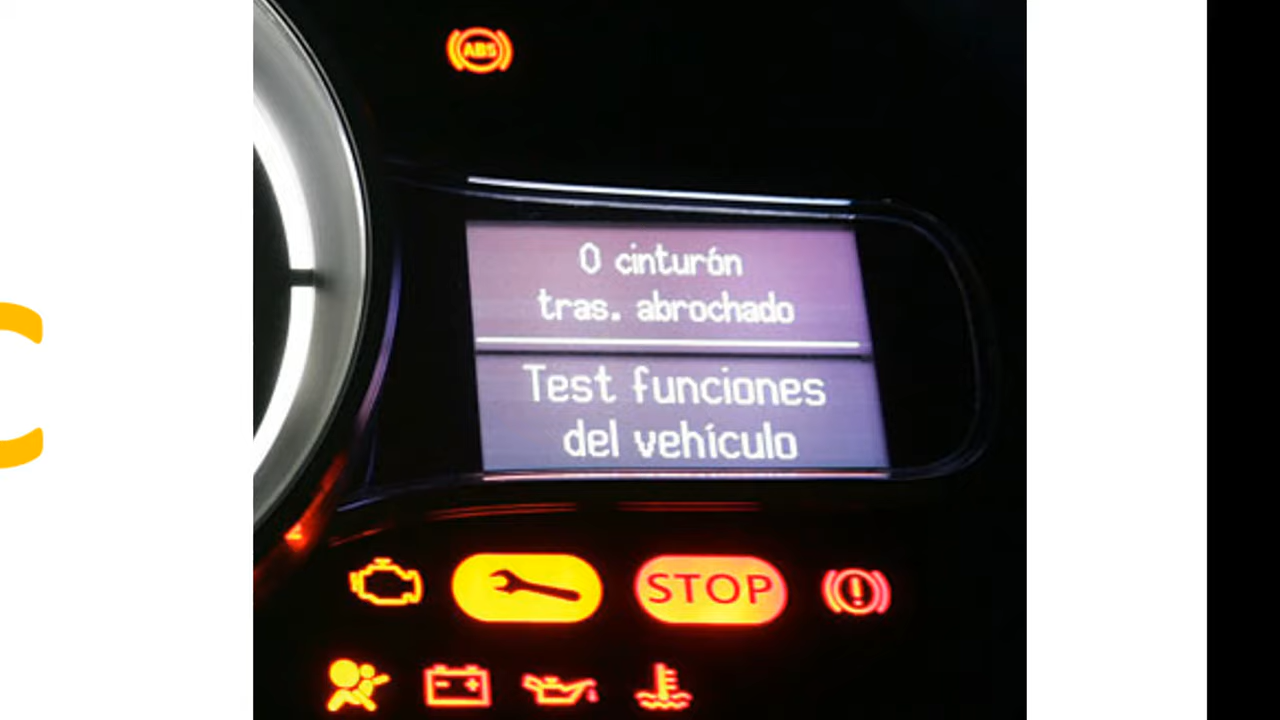 ABS
0 cinturón
tras. abrochado
Test funciones
del vehículo
STOP